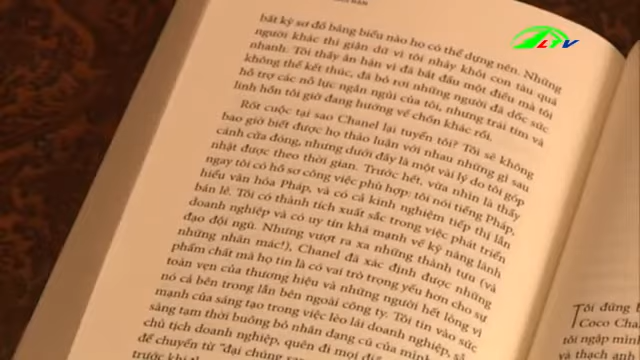 LTV
bất kỳ sơ đồ bảng biểu nào họ có thể dựng nên. Những
người khác thì giận dữ vì tôi nhảy khỏi con tàu quá
nhanh. Tôi thấy ân hận vì đã bắt đầu một điều mà tôi
không thể kết thúc, đã bỏ rơi những người đã dốc sức
hỗ trợ các nỗ lực ngắn ngủi của tôi, nhưng trái tim và
linh hồn tôi giờ đang hướng về chốn khác rồi.
Rốt cuộc tại sao Chanel lại tuyển tôi? Tôi sẽ không
bao giờ biết được họ thảo luận với nhau những gì sau
cánh cửa đóng, nhưng dưới đây là một vài lý do tôi góp
nhặt được theo thời gian. Trước hết, vừa nhìn là thấy
ngay tôi có hồ sơ công việc phù hợp: tôi nói tiếng Pháp,
hiểu văn hóa Pháp, và có cả kinh nghiệm tiếp thị lẫn
bán lẻ. Tôi có thành tích xuất sắc trong việc phát triển
doanh nghiệp và có uy tín khá mạnh về kỹ năng lãnh
đạo đội ngũ. Nhưng vượt ra xa những thành tựu (và
những nhãn mác!), Chanel đã xác định được những
phẩm chất mà họ tin là có vai trò trọng yếu hơn cho sự
toàn vẹn của thương hiệu và những người hết lòng vì
nó cả bên trong lẫn bên ngoài công ty. Tôi tin vào sức
mạnh của sáng tạo trong việc lèo lái doanh nghiệp,
sàng tạm thời buông bỏ nhãn dạng cũ của mình
chủ tịch doanh nghiệp, quên đi mọi
để chuyển từ "đại chúng
trước khi
Tôi đứng
Coco Cha
tôi ngắp mình
và thạch